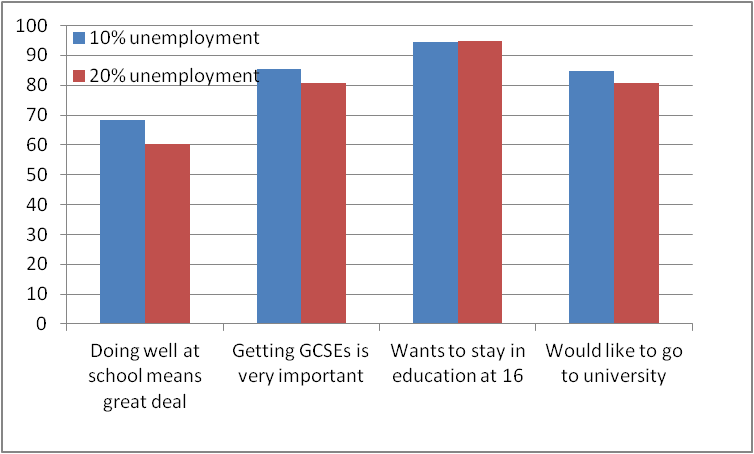 100
90
80
70
60
50
40
30
20
10
0
10% unemployment
20% unemployment
Doing well at
school means
great deal
Getting GCSEs is
very important
Wants to stay in
education at 16
Would like to go
to university